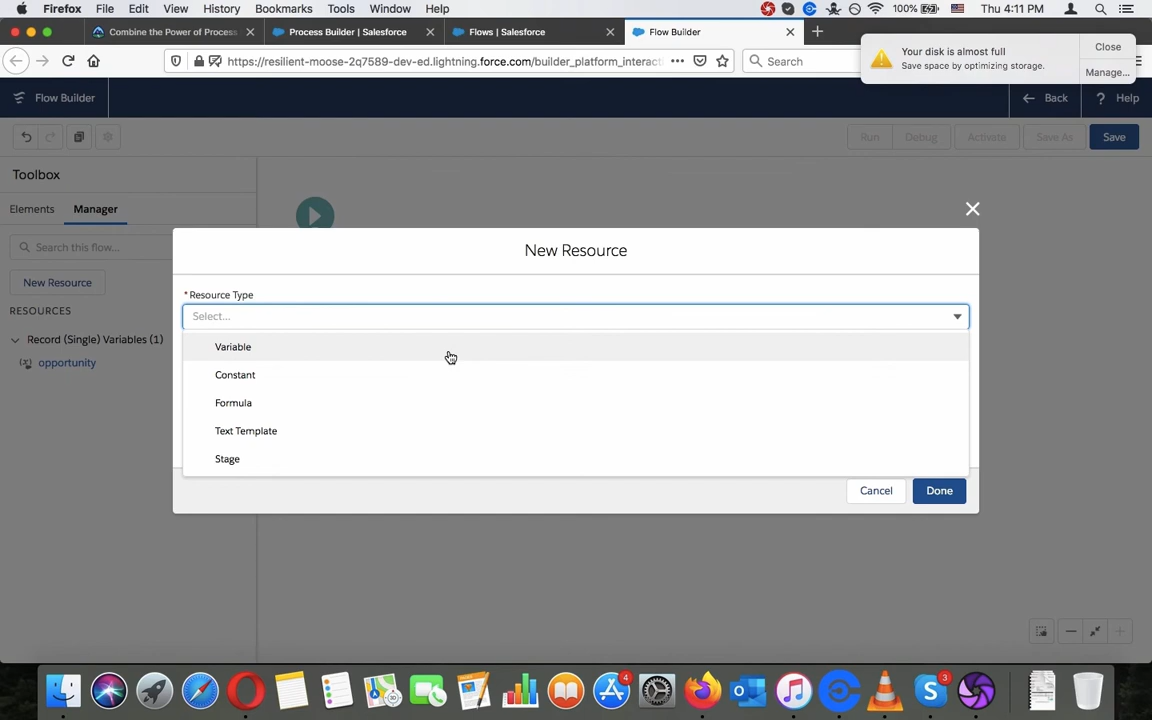 Firefox File Edit View History Bookmarks Tools Window Help 100% Thu 4:11 PM
Combine the Power of Process
Process Builder | Salesforce
Flows | Salesforce
Flow Builder
https://resilient-moose-2q7589-dev-ed.lightning.force.com/builder_platform_interact
Search
Your disk is almost full
Save space by optimizing storage.
Close
Manage...
Flow Builder
Back
? Help
Run
Debug
Activate
Save As
Save
Toolbox
Elements
Manager
Search this flow...
New Resource
RESOURCES
Record (Single) Variables (1)
opportunity
New Resource
* Resource Type
Select...
Variable
Constant
Formula
Text Template
Stage
Cancel
Done
4
3